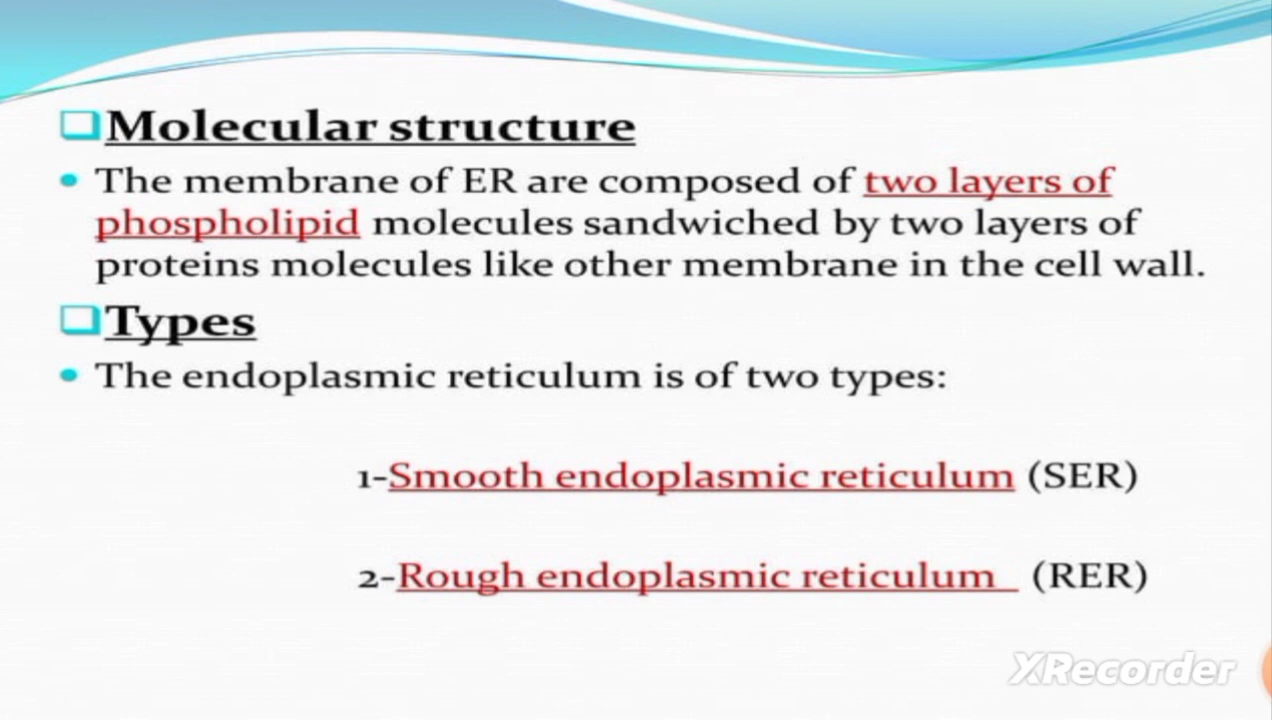 Molecular structure
The membrane of ER are composed of two layers of
phospholipid molecules sandwiched by two layers of
proteins molecules like other membrane in the cell wall.
Types
The endoplasmic reticulum is of two types:
1-Smooth endoplasmic reticulum (SER)
2-Rough endoplasmic reticulum (RER)
XRecorder